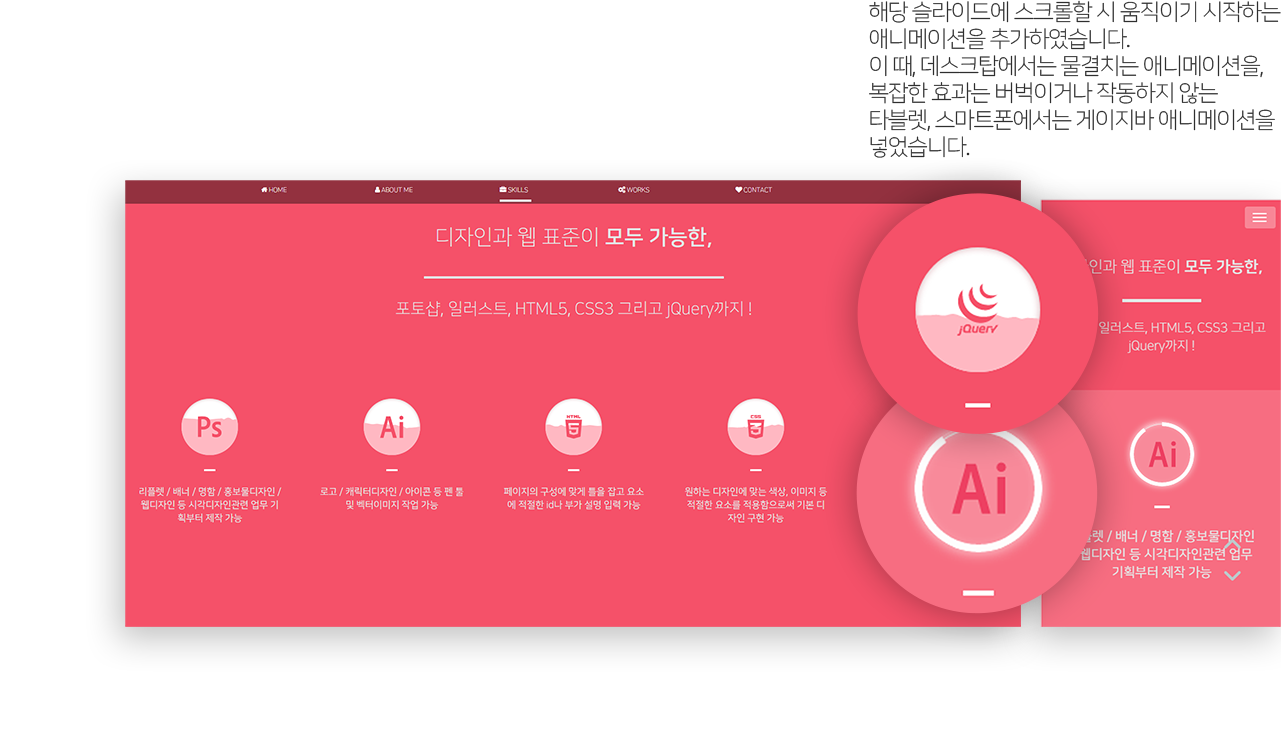 해당 슬라이드에 스크롤할 시 움직이기 시작하는
애니메이션을 추가하였습니다.
이 때, 데스크탑에서는 물결치는 애니메이션을,
복잡한 효과는 버벅이거나 작동하지 않는
타블렛, 스마트폰에서는 게이지바 애니메이션을
넣었습니다.
HOME
ABOUT ME
SKILLS
WORKS
CONTACT
디자인과 웹 표준이 모두 가능한,
포토샵, 일러스트, HTML5, CSS3 그리고 jQuery까지 !
Ps
리플렛 / 배너 / 명함 / 홍보물디자인 /
웹디자인 등 시각디자인관련 업무 기
획부터 제작 가능
Ai
로고 / 캐릭터디자인 / 아이콘 등 펜 툴
및 벡터이미지 작업 가능
HTML
5
페이지의 구성에 맞게 틀을 잡고 요소
에 적절한 id나 부가 설명 입력 가능
CSS
3
원하는 디자인에 맞는 색상, 이미지 등
적절한 요소를 적용함으로써 기본 디
자인 구현 가능
jQuery
Ai
인과 웹 표준이 모두 가능한,
일러스트, HTML5, CSS3 그리고
jQuery까지 !
Ai
플렛 / 배너 / 명함 / 홍보물디자인
웹디자인 등 시각디자인관련 업무
기획부터 제작 가능